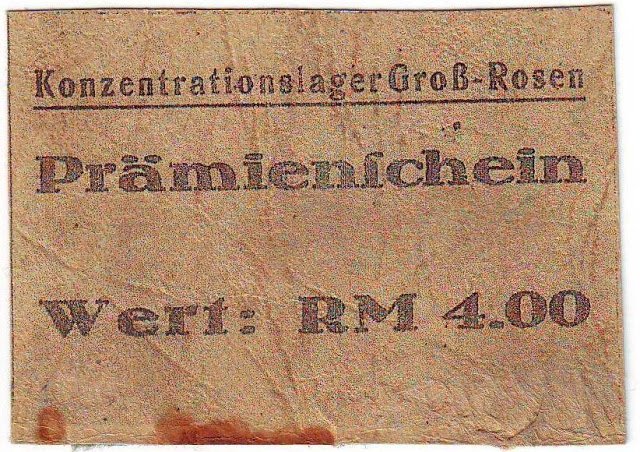 Konzentrationslager Groß-Rosen
Prämienſchein
Wert: RM 4.00